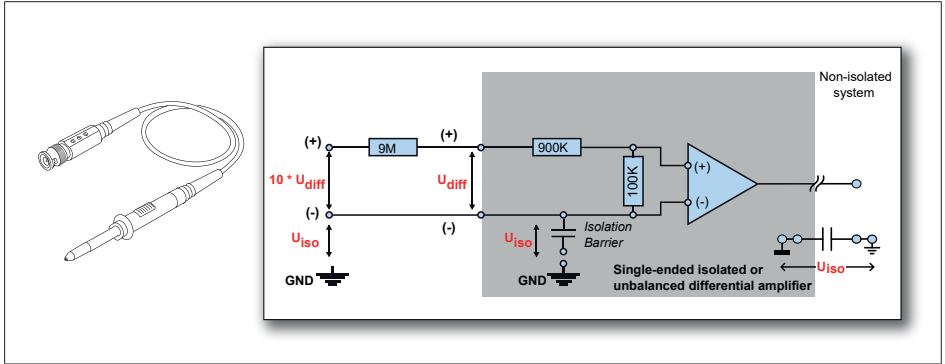 Non-isolated
system
(+)
(+)
9M
900K
100K
(+)
(-)
10 * Udiff
Udiff
(-)
(-)
Uiso
Uiso
Isolation
Barrier
GND
GND
Single-ended isolated or
unbalanced differential amplifier
Uiso